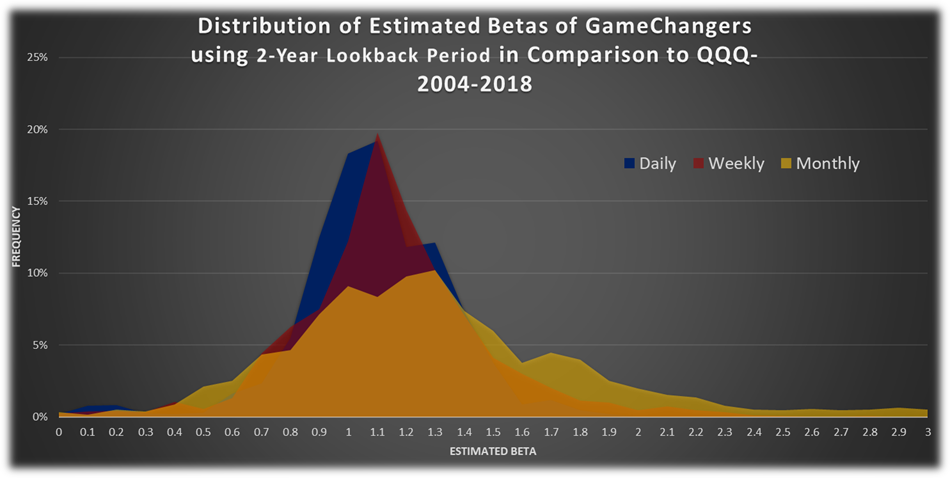 Distribution of Estimated Betas of GameChangers
using 2-Year Lookback Period in Comparison to QQQ-
2004-2018
25%
20%
Daily Weekly Monthly
15%
FREQUENCY
10%
5%
0%
0 0.1 0.2 0.3 0.4 0.5 0.6 0.7 0.8 0.9 1 1.1 1.2 1.3 1.4 1.5 1.6 1.7 1.8 1.9 2 2.1 2.2 2.3 2.4 2.5 2.6 2.7 2.8 2.9 3
ESTIMATED BETA